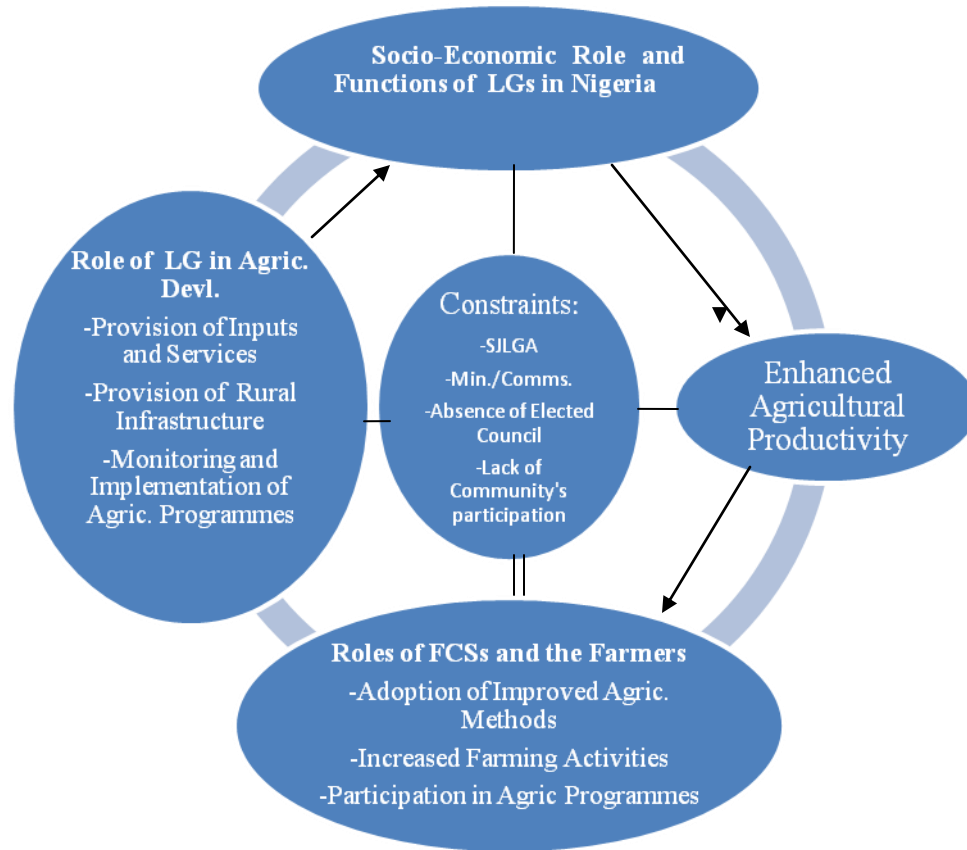 Socio-Economic Role and
Functions of LGs in Nigeria
Role of LG in Agric.
Devl.
-Provision of Inputs
and Services
-Provision of Rural
Infrastructure
-Monitoring and
Implementation of
Agric. Programmes
Constraints:
-SJLGA
-Min./Comms.
-Absence of Elected
Council
-Lack of
Community's
participation
Enhanced
Agricultural
Productivity
Roles of FCSs and the Farmers
-Adoption of Improved Agric.
Methods
-Increased Farming Activities
-Participation in Agric Programmes